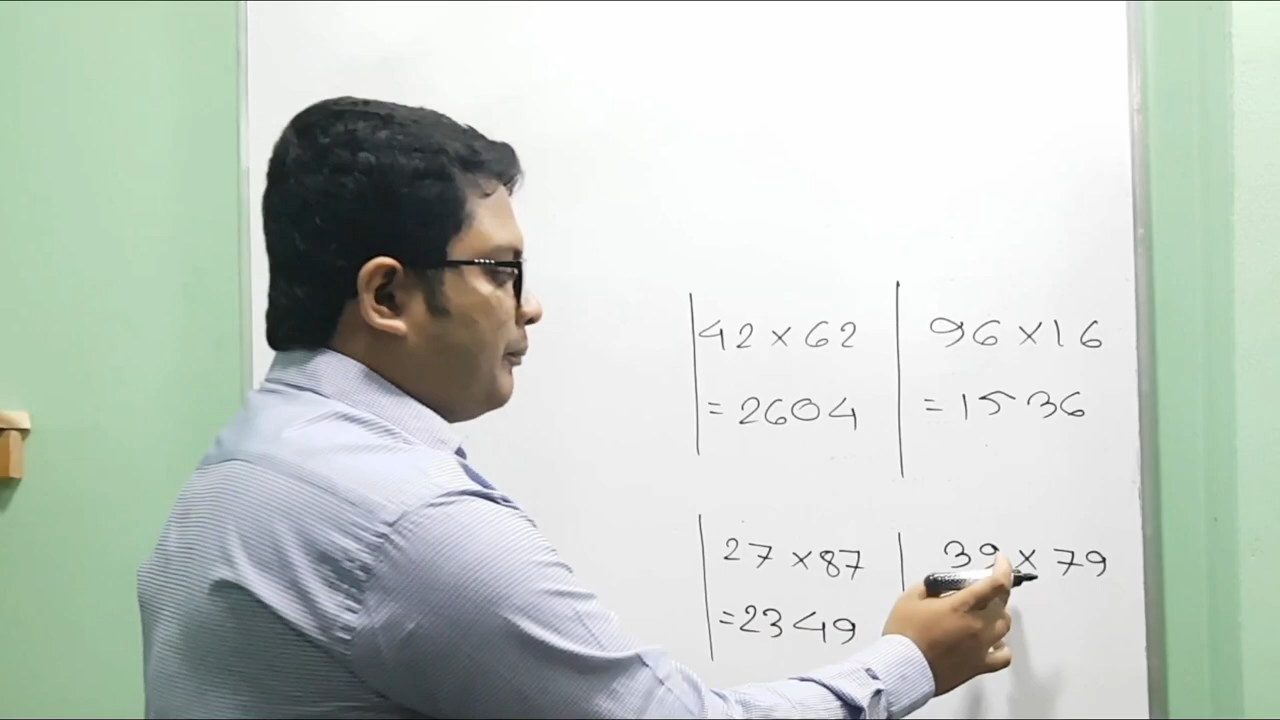 42 × 62
= 2604
96 × 16
= 1536
27 × 87
= 2349
39 × 79